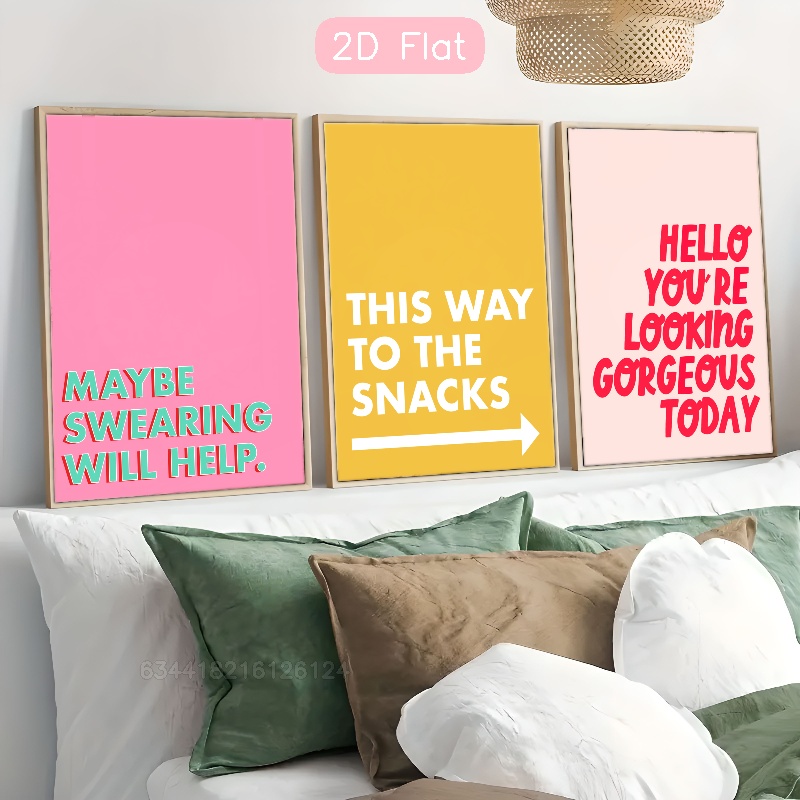 2D Flat
MAYBE
SWEARING
WILL HELP.
THIS WAY
TO THE
SNACKS
HELLO
YOU'RE
LOOKING
GORGEOUS
TODAY
634418216126124